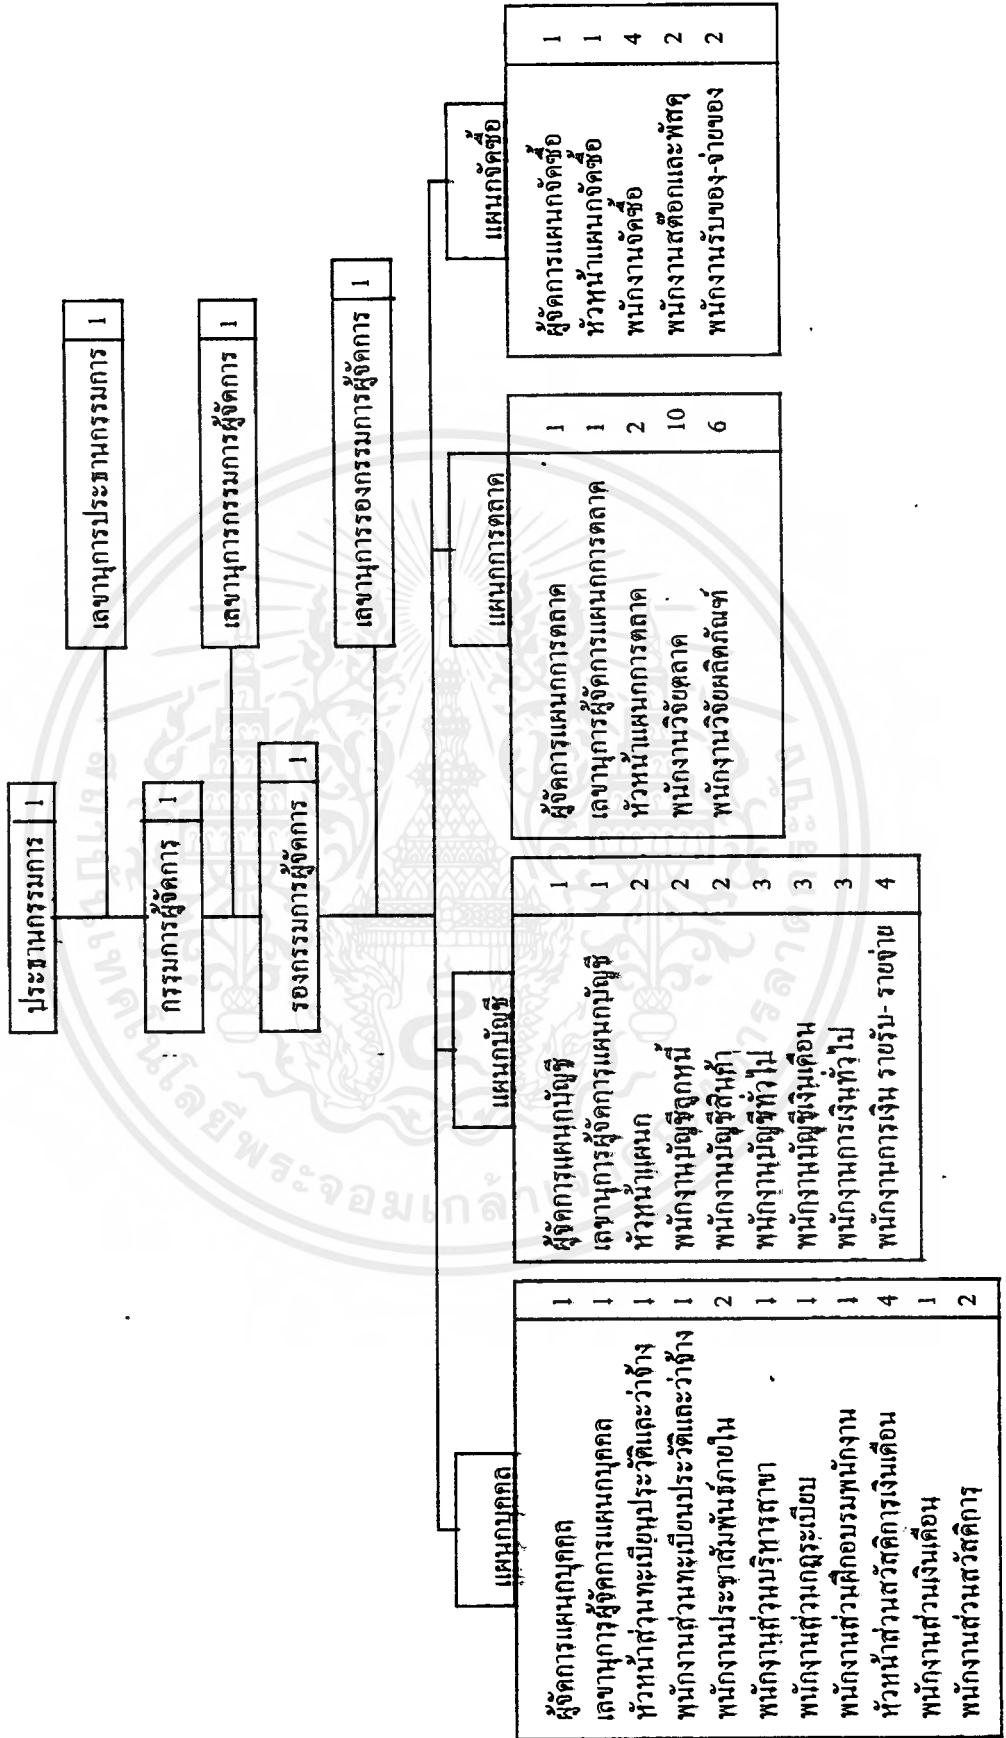 ประธานกรรมการ 1
เลขานุการประธานกรรมการ 1
กรรมการผู้จัดการ 1
เลขานุการกรรมการผู้จัดการ 1
รองกรรมการผู้จัดการ 1
เลขานุการรองกรรมการผู้จัดการ 1
แผนกบุคคล
ผู้จัดการแผนกบุคคล 1
เลขานุการผู้จัดการแผนกบุคคล 1
หัวหน้าส่วนทะเบียนประวัติและว่าจ้าง 1
พนักงานส่วนทะเบียนประวัติและว่าจ้าง 1
พนักงานประชาสัมพันธ์ภายใน 2
พนักงานส่วนบริหารสาขา 1
พนักงานส่วนกฎระเบียบ 1
พนักงานส่วนฝึกอบรมพนักงาน 1
หัวหน้าส่วนสวัสดิการเงินเดือน 4
พนักงานส่วนเงินเดือน 1
พนักงานส่วนสวัสดิการ 2
แผนกบัญชี
ผู้จัดการแผนกบัญชี 1
เลขานุการผู้จัดการแผนกบัญชี 1
หัวหน้าแผนก 2
พนักงานบัญชีลูกหนี้ 2
พนักงานบัญชีสินค้า 2
พนักงานบัญชีทั่วไป 3
พนักงานบัญชีเงินเดือน 3
พนักงานการเงินทั่วไป 3
พนักงานการเงิน รายรับ- รายจ่าย 4
แผนกการตลาด
ผู้จัดการแผนกการตลาด 1
เลขานุการผู้จัดการแผนกการตลาด 1
หัวหน้าแผนกการตลาด 2
พนักงานวิจัยตลาด 10
พนักงานวิจัยผลิตภัณฑ์ 6
แผนกจัดซื้อ
ผู้จัดการแผนกจัดซื้อ 1
หัวหน้าแผนกจัดซื้อ 1
พนักงานจัดซื้อ 4
พนักงานสต๊อกและพัสดุ 2
พนักงานรับของ-จ่ายของ 2